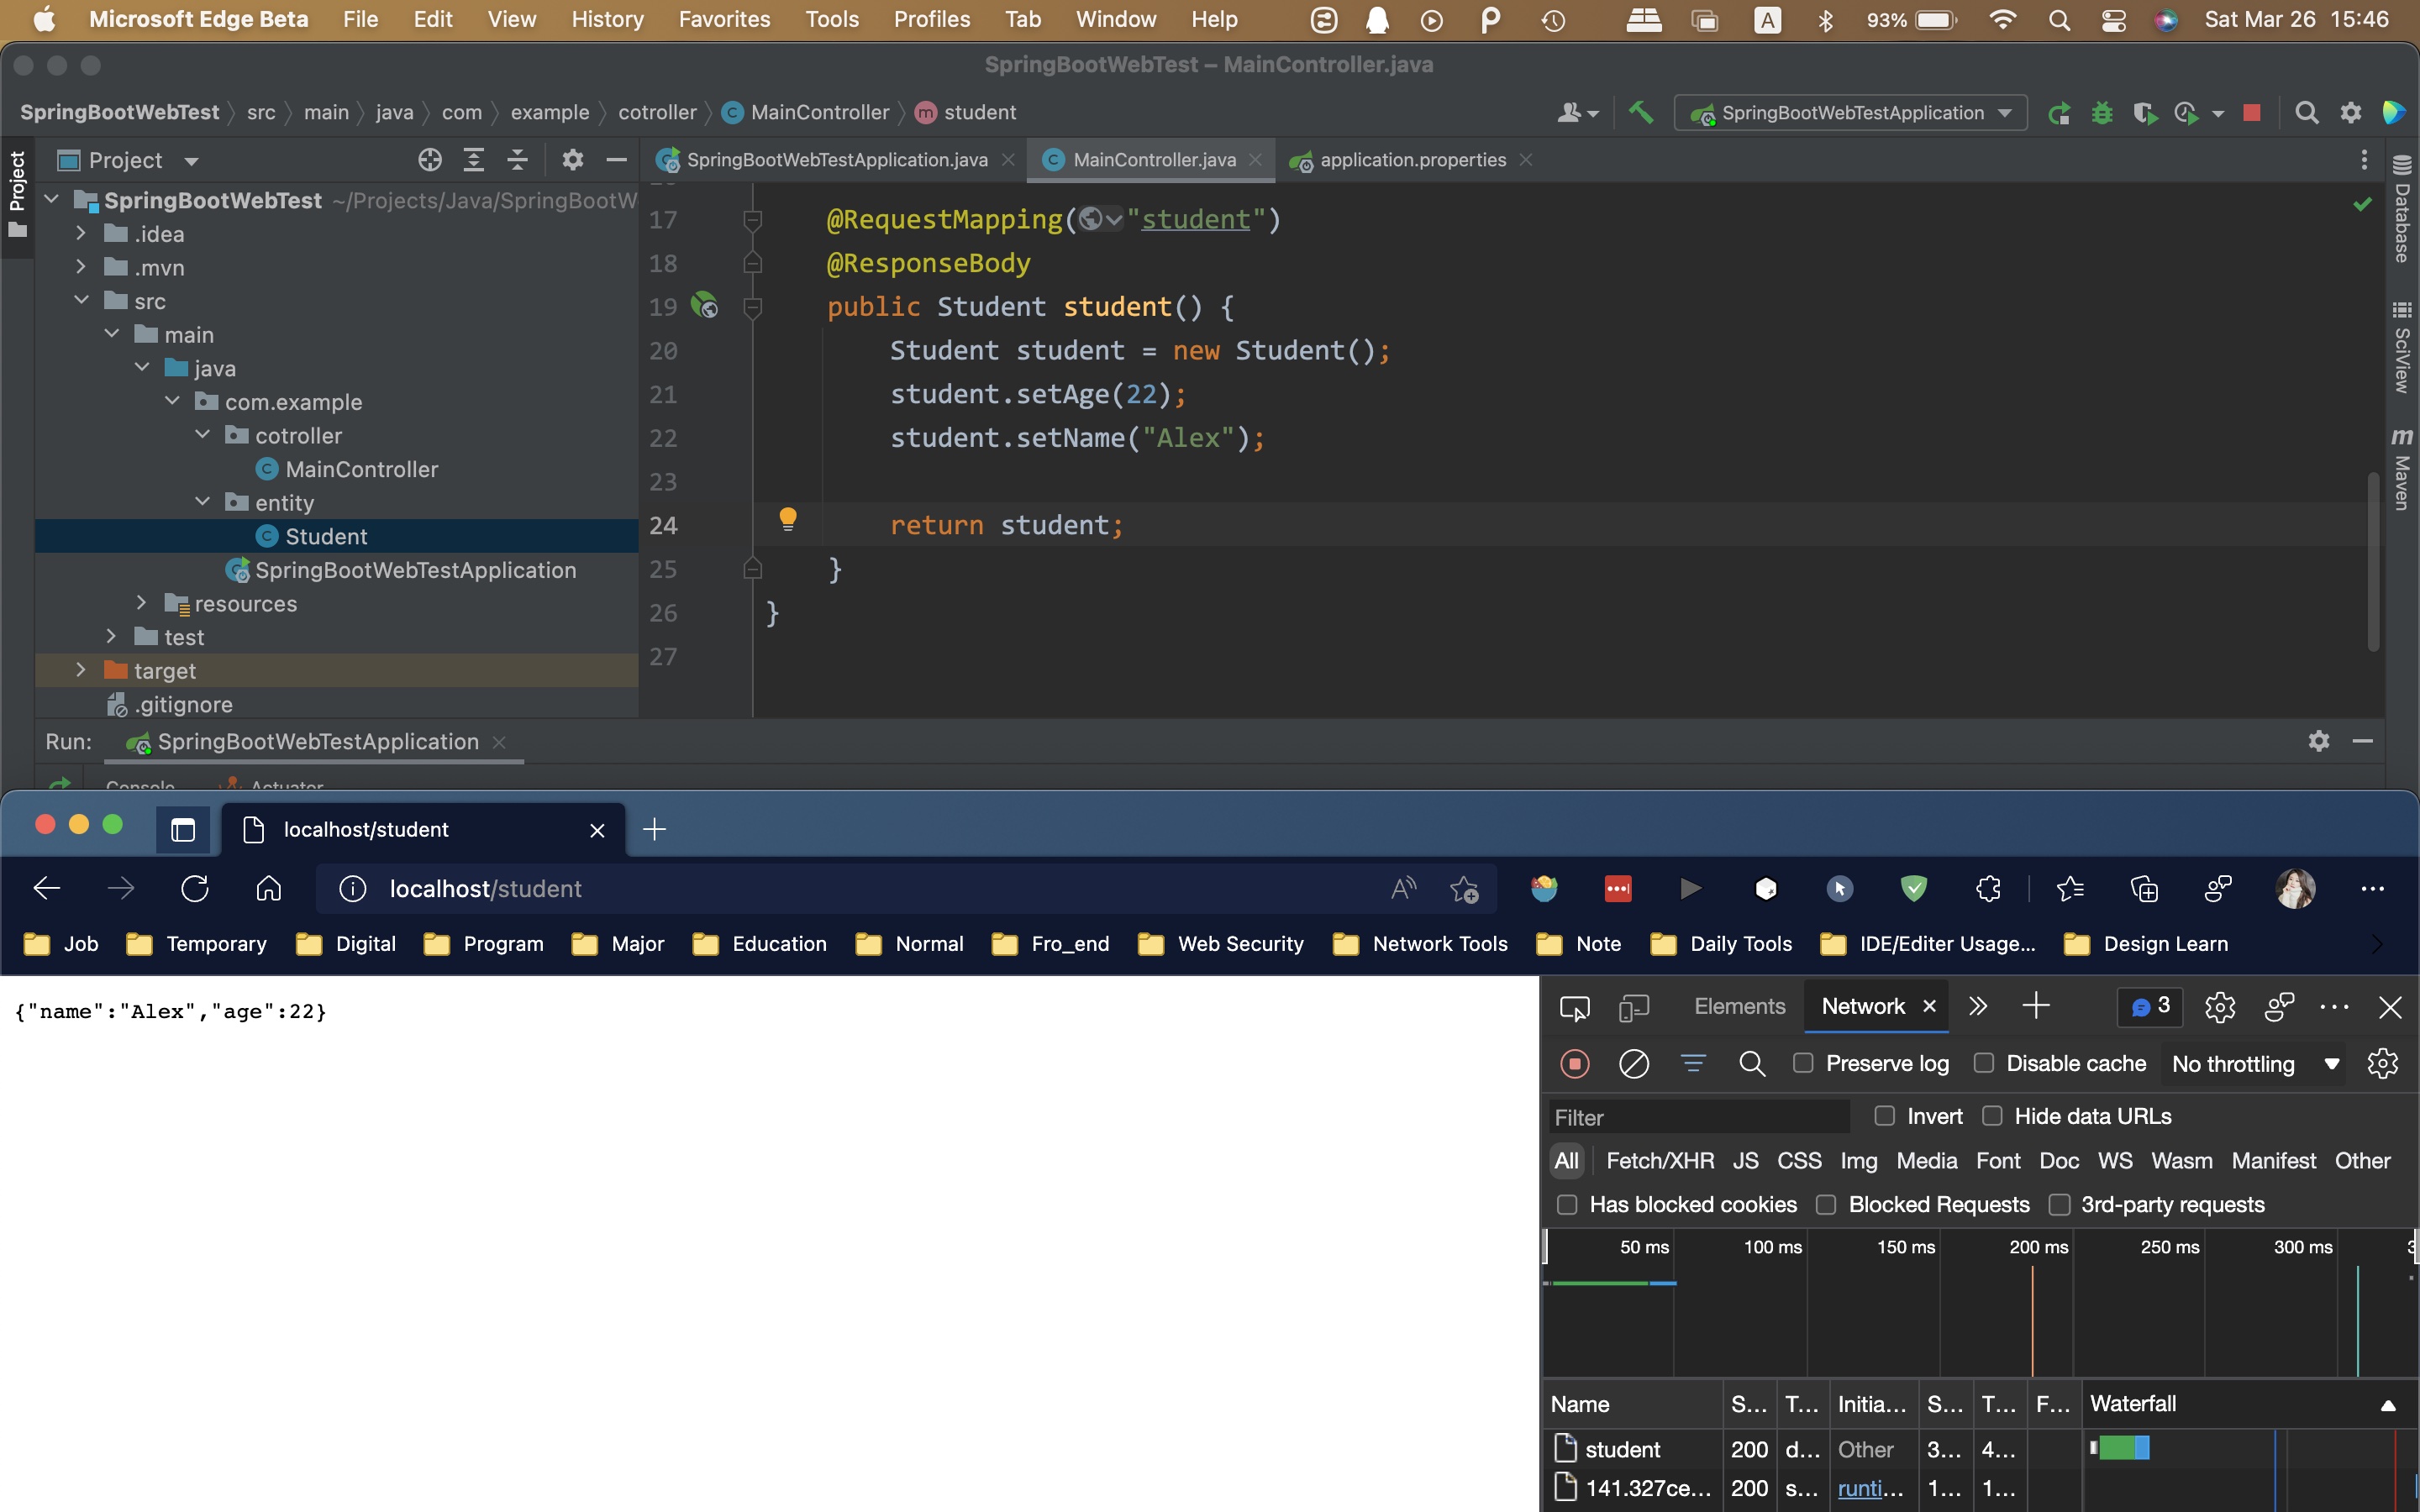 Microsoft Edge Beta File Edit View History Favorites Tools Profiles Tab Window Help A 93% Sat Mar 26 15:46
SpringBootWebTest – MainController.java
SpringBootWebTest src main java com example cotroller MainController student SpringBootWebTestApplication
Project
Project
SpringBootWebTestApplication.java MainController.java application.properties
SpringBootWebTest ~/Projects/Java/SpringBootW
.idea
.mvn
src
main
java
com.example
cotroller
MainController
entity
Student
SpringBootWebTestApplication
resources
test
target
.gitignore
17 @RequestMapping("student")
18 @ResponseBody
19 public Student student() {
20 Student student = new Student();
21 student.setAge(22);
22 student.setName("Alex");
23
24 return student;
25 }
26 }
27
Database
SciView
Maven
Run: SpringBootWebTestApplication
Console Actuator
localhost/student
localhost/student
Job Temporary Digital Program Major Education Normal Fro_end Web Security Network Tools Note Daily Tools IDE/Editer Usage... Design Learn
{"name":"Alex","age":22}
Elements Network 3
Preserve log Disable cache No throttling
Filter Invert Hide data URLs
All Fetch/XHR JS CSS Img Media Font Doc WS Wasm Manifest Other
Has blocked cookies Blocked Requests 3rd-party requests
50 ms 100 ms 150 ms 200 ms 250 ms 300 ms 3
Name S... T... Initia... S... T... F... Waterfall
student 200 d... Other 3... 4...
141.327ce... 200 s... runti... 1... 1...